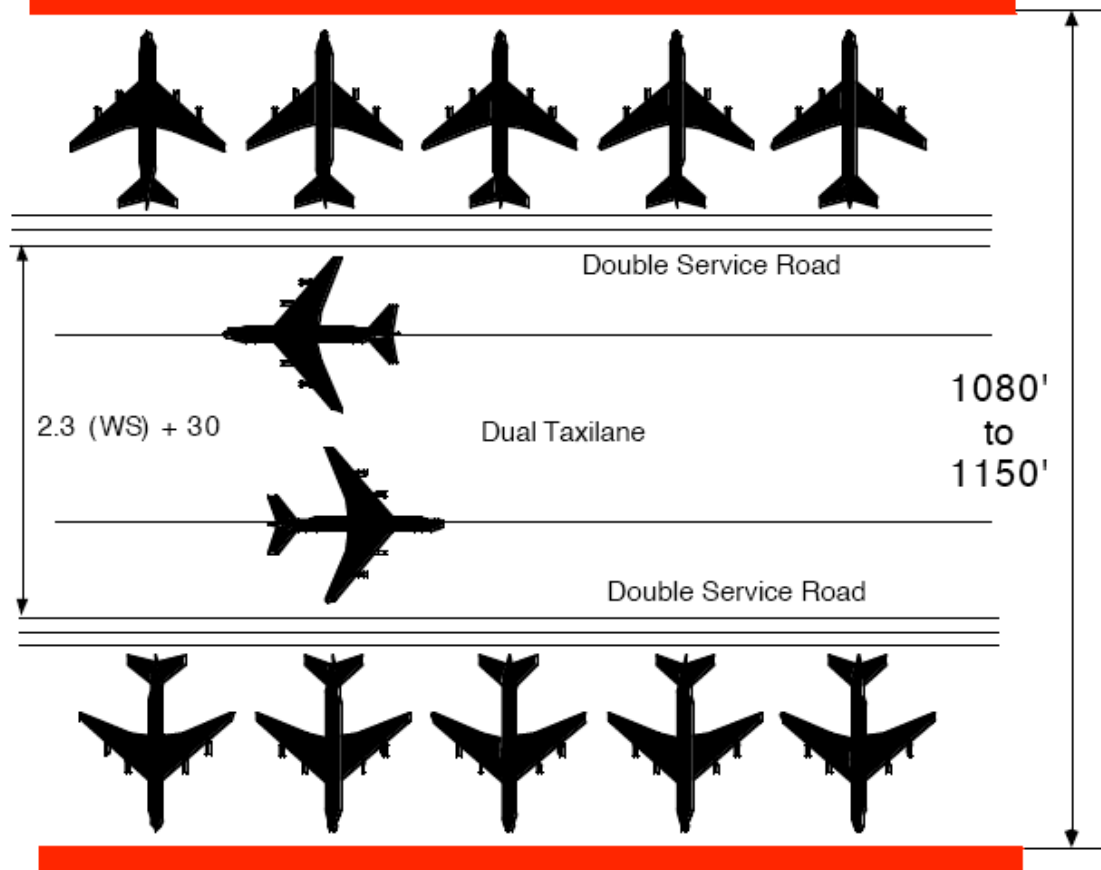 Double Service Road
1080'
to
1150'
2.3 (WS) + 30
Dual Taxilane
Double Service Road